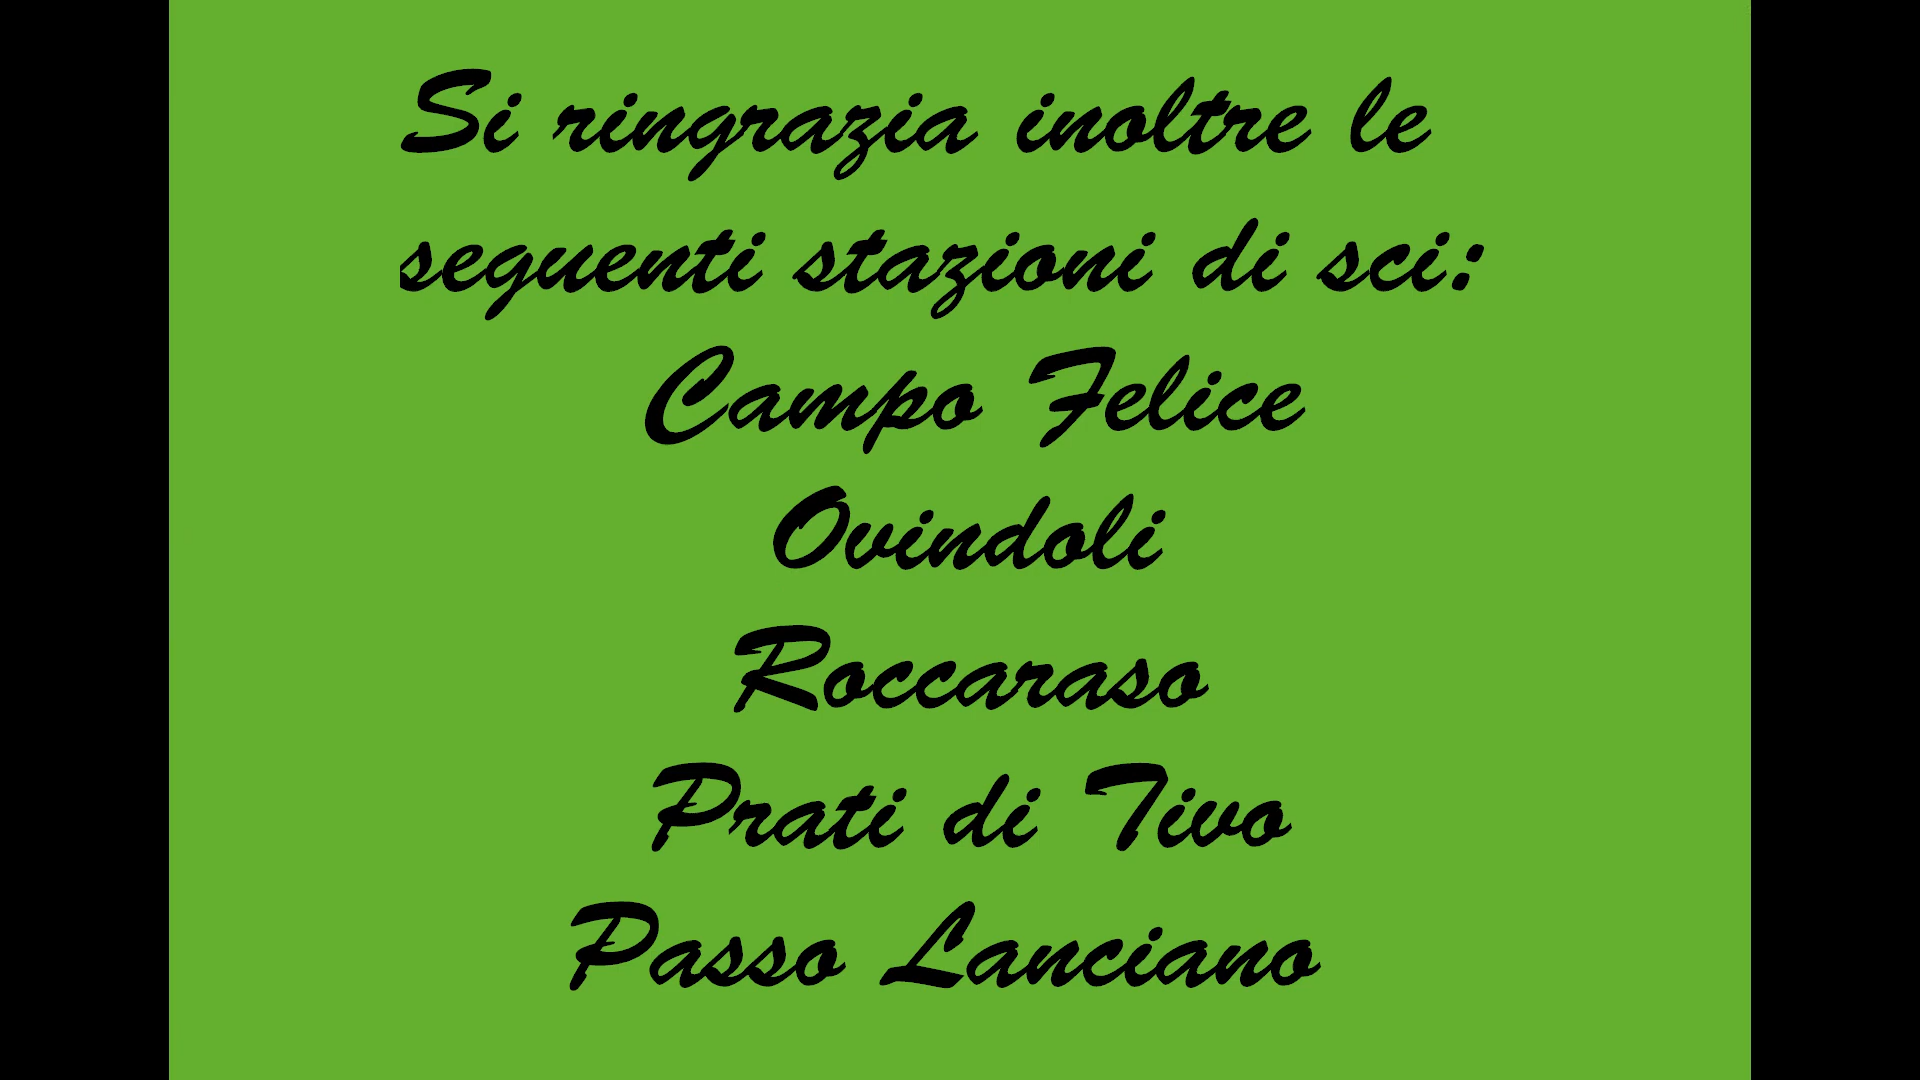 Si ringrazia inoltre le
seguenti stazioni di sci:
Campo Felice
Ovindoli
Roccaraso
Prati di Tivo
Passo Lanciano